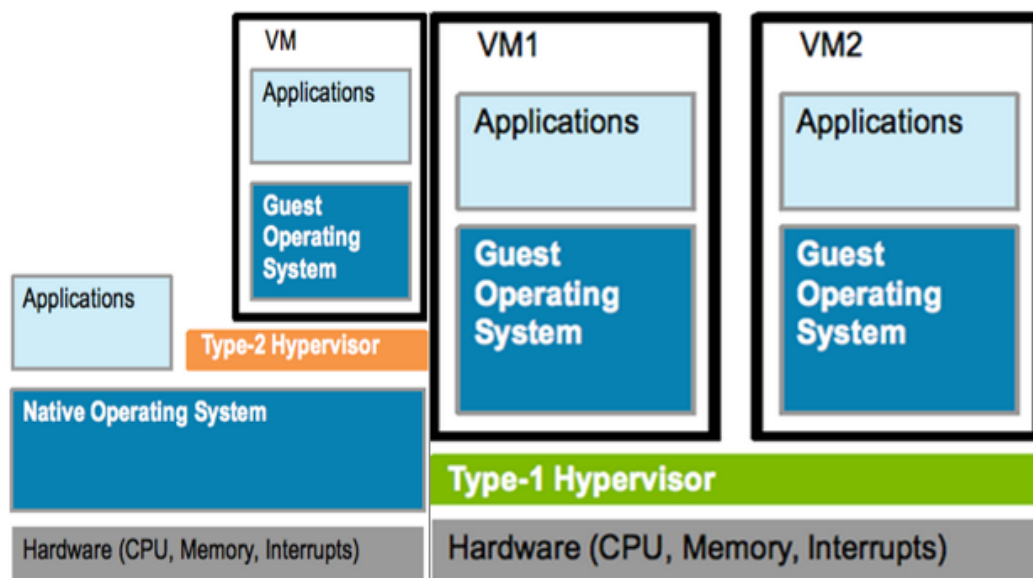 VM
Applications
Guest
Operating
System
Applications
Type-2 Hypervisor
Native Operating System
Hardware (CPU, Memory, Interrupts)
VM1
Applications
Guest
Operating
System
VM2
Applications
Guest
Operating
System
Type-1 Hypervisor
Hardware (CPU, Memory, Interrupts)